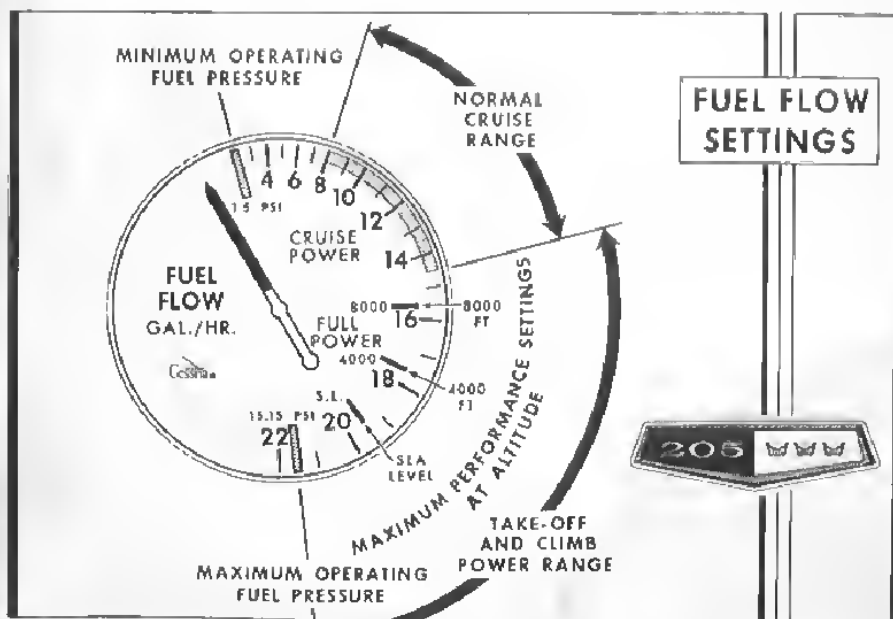 MINIMUM OPERATING
FUEL PRESSURE
NORMAL
CRUISE
RANGE
FUEL FLOW
SETTINGS
4
6
8
10
12
14
1.5 PSI
CRUISE
POWER
FUEL
FLOW
GAL./HR.
Cessna
8000
8000
FT
16
FULL
POWER
4000
4000
FT
18
S.L.
20
SEA
LEVEL
15.15 PSI
22
MAXIMUM PERFORMANCE SETTINGS
AT ALTITUDE
205
TAKE-OFF
AND CLIMB
POWER RANGE
MAXIMUM OPERATING
FUEL PRESSURE